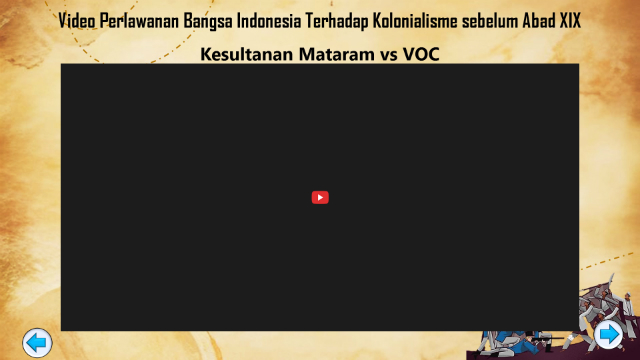 Video Perlawanan Bangsa Indonesia Terhadap Kolonialisme sebelum Abad XIX
Kesultanan Mataram vs VOC